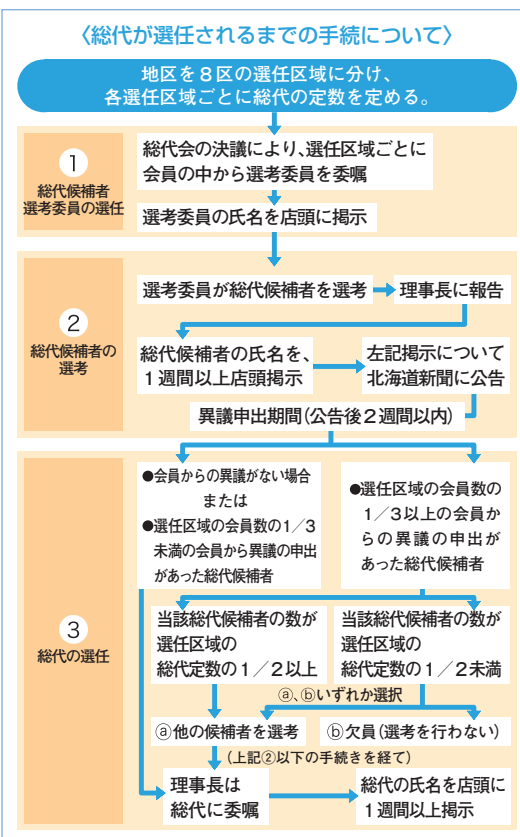 〈総代が選任されるまでの手続について〉
地区を8区の選任区域に分け、
各選任区域ごとに総代の定数を定める。
①
総代候補者
選考委員の選任
総代会の決議により、選任区域ごとに
会員の中から選考委員を委嘱
選考委員の氏名を店頭に掲示
②
総代候補者の
選考
選考委員が総代候補者を選考
理事長に報告
総代候補者の氏名を、
1週間以上店頭掲示
左記掲示について
北海道新聞に公告
異議申出期間(公告後2週間以内)
③
総代の選任
●会員からの異議がない場合
または
●選任区域の会員数の1/3
未満の会員から異議の申出
があった総代候補者
●選任区域の会員数の
1/3以上の会員か
らの異議の申出が
あった総代候補者
当該総代候補者の数が
選任区域の
総代定数の1/2以上
当該総代候補者の数が
選任区域の
総代定数の1/2未満
ⓐ、ⓑいずれか選択
ⓐ他の候補者を選考
ⓑ欠員(選考を行わない)
(上記②以下の手続きを経て)
理事長は
総代に委嘱
総代の氏名を店頭に
1週間以上掲示